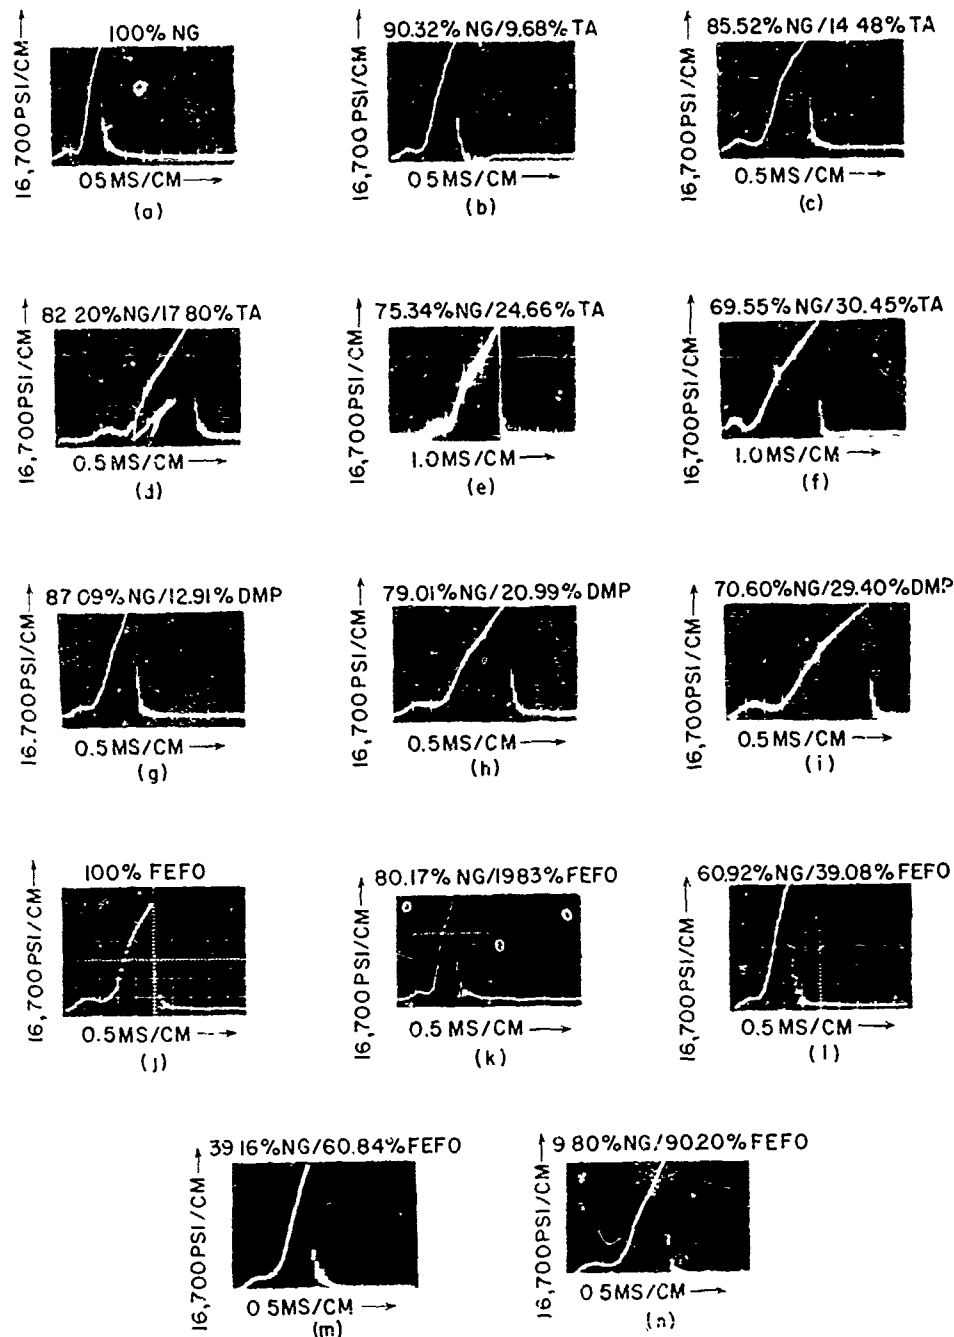 100% NG
16,700 PSI/CM
05 MS/CM
(a)
90.32% NG/9.68% TA
16,700 PSI/CM
05 MS/CM
(b)
85.52% NG/14 48% TA
16,700 PSI/CM
0.5 MS/CM
(c)
82 20% NG/17 80% TA
16,700 PSI/CM
0.5 MS/CM
(d)
75.34% NG/24.66% TA
16,700 PSI/CM
1.0 MS/CM
(e)
69.55% NG/30.45% TA
16,700 PSI/CM
1.0 MS/CM
(f)
87 09% NG/12.91% DMP
16.700 PSI/CM
0.5 MS/CM
(g)
79.01% NG/20.99% DMP
16,700 PSI/CM
0.5 MS/CM
(h)
70.60% NG/29.40% DMP
16,700 PSI/CM
0.5 MS/CM
(i)
100% FEFO
16,700 PSI/CM
0.5 MS/CM
(j)
80.17% NG/1983% FEFO
16,700 PSI/CM
0.5 MS/CM
(k)
60.92% NG/39.08% FEFO
16,700 PSI/CM
0.5 MS/CM
(l)
39 16% NG/60.84% FEFO
16,700 PSI/CM
0 5 MS/CM
(m)
9 80% NG/90.20% FEFO
16,700 PSI/CM
0 5 MS/CM
(n)